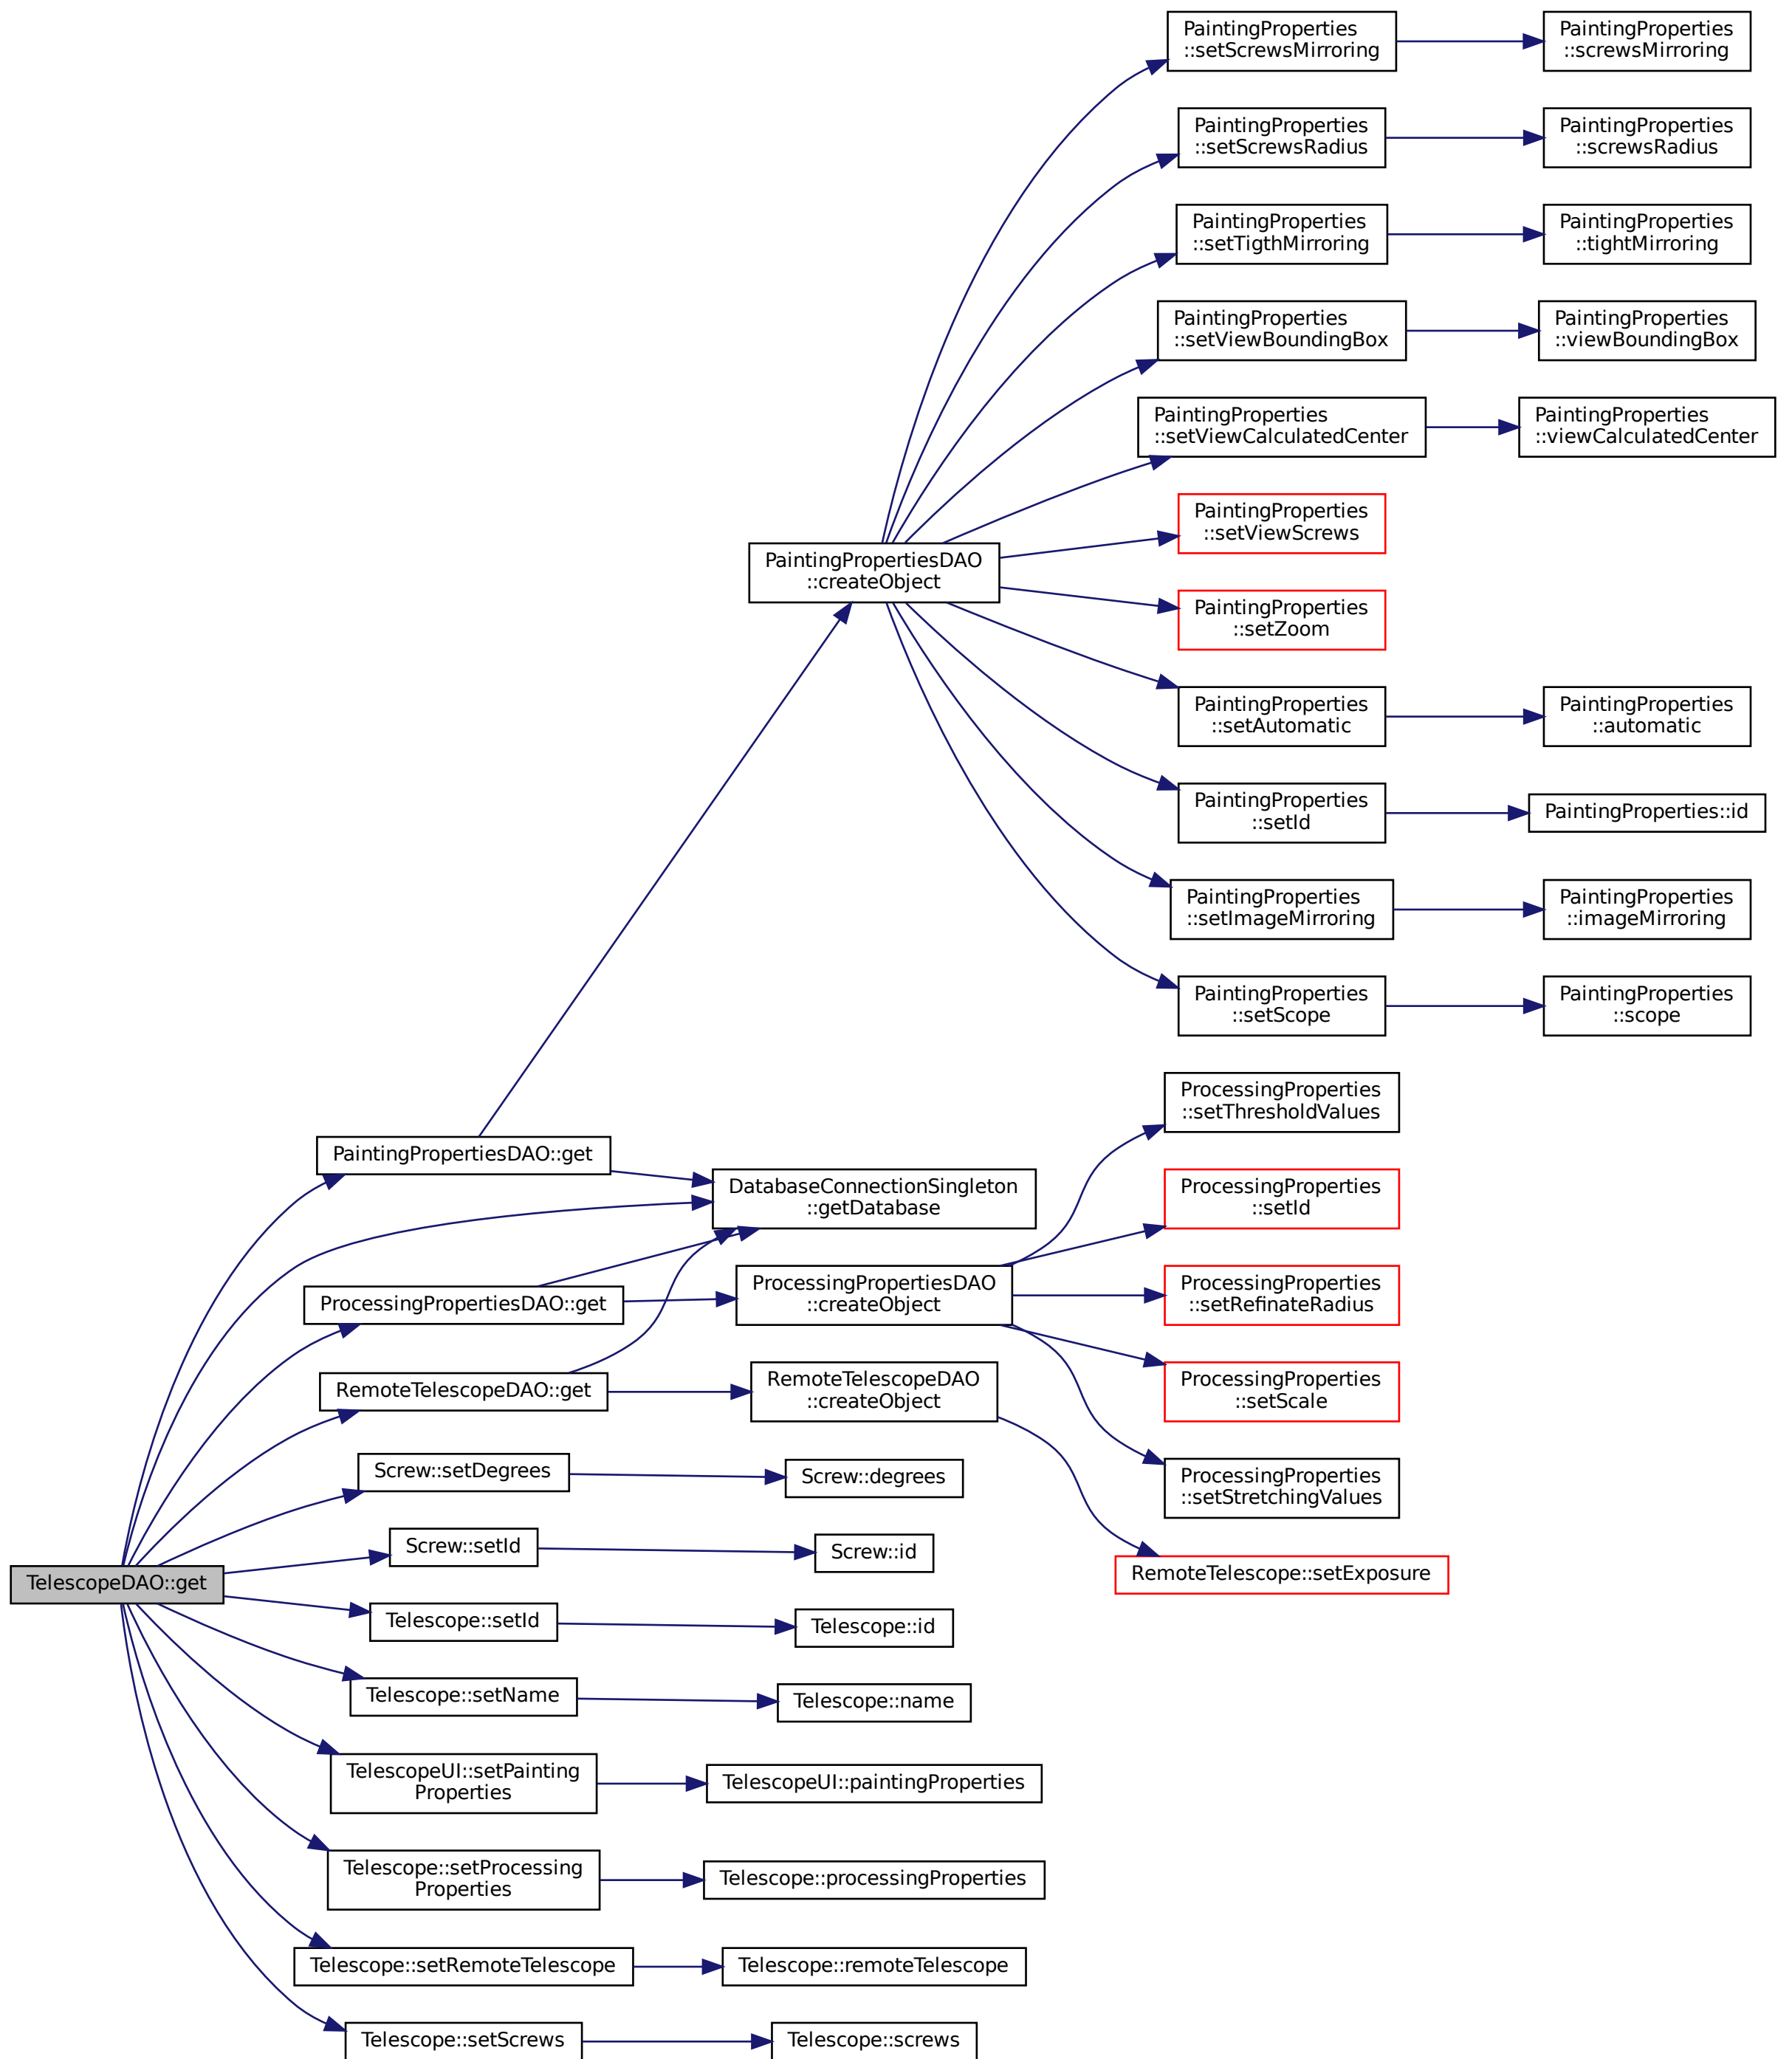 PaintingProperties
::setScrewsMirroring
PaintingProperties
::screwsMirroring
PaintingProperties
::setScrewsRadius
PaintingProperties
::screwsRadius
PaintingProperties
::setTigthMirroring
PaintingProperties
::tightMirroring
PaintingProperties
::setViewBoundingBox
PaintingProperties
::viewBoundingBox
PaintingProperties
::setViewCalculatedCenter
PaintingProperties
::viewCalculatedCenter
PaintingProperties
::setViewScrews
PaintingPropertiesDAO
::createObject
PaintingProperties
::setZoom
PaintingProperties
::setAutomatic
PaintingProperties
::automatic
PaintingProperties
::setId
PaintingProperties::id
PaintingProperties
::setImageMirroring
PaintingProperties
::imageMirroring
PaintingProperties
::setScope
PaintingProperties
::scope
ProcessingProperties
::setThresholdValues
PaintingPropertiesDAO::get
DatabaseConnectionSingleton
::getDatabase
ProcessingProperties
::setId
ProcessingPropertiesDAO::get
ProcessingPropertiesDAO
::createObject
ProcessingProperties
::setRefinateRadius
RemoteTelescopeDAO::get
RemoteTelescopeDAO
::createObject
ProcessingProperties
::setScale
Screw::setDegrees
Screw::degrees
ProcessingProperties
::setStretchingValues
Screw::setId
Screw::id
RemoteTelescope::setExposure
TelescopeDAO::get
Telescope::setId
Telescope::id
Telescope::setName
Telescope::name
TelescopeUI::setPainting
Properties
TelescopeUI::paintingProperties
Telescope::setProcessing
Properties
Telescope::processingProperties
Telescope::setRemoteTelescope
Telescope::remoteTelescope
Telescope::setScrews
Telescope::screws